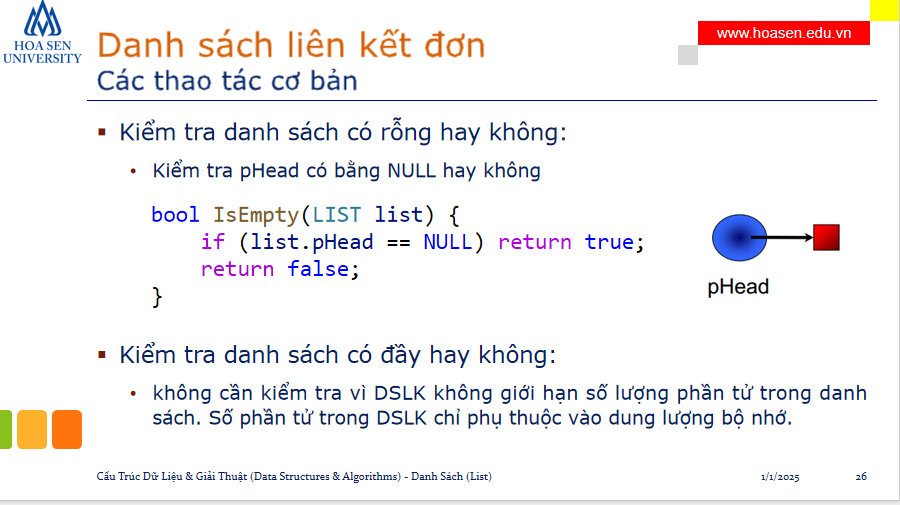 HOA SEN
UNIVERSITY
www.hoasen.edu.vn
Danh sách liên kết đơn
Các thao tác cơ bản
Kiểm tra danh sách có rỗng hay không:
Kiểm tra pHead có bằng NULL hay không
bool IsEmpty(LIST list) {
    if (list.pHead == NULL) return true;
    return false;
}
pHead
Kiểm tra danh sách có đầy hay không:
không cần kiểm tra vì DSLK không giới hạn số lượng phần tử trong danh
sách. Số phần tử trong DSLK chỉ phụ thuộc vào dung lượng bộ nhớ.
Cấu Trúc Dữ Liệu & Giải Thuật (Data Structures & Algorithms) - Danh Sách (List)
1/1/2025
26